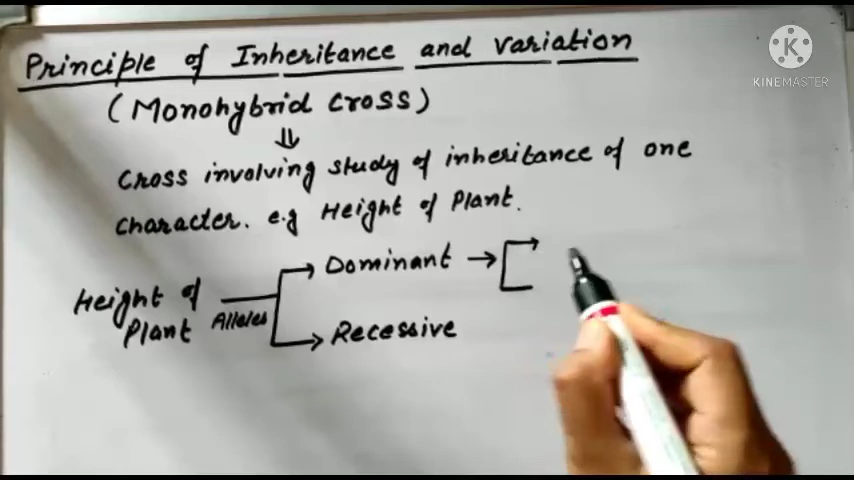 Principle of Inheritance and variation
(Monohybrid Cross)
⇓
Cross involving study of inheritance of one
character. e.g Height of Plant.
Height of Plant
Alleles
→ Dominant →
→ Recessive
K
KINEMASTER